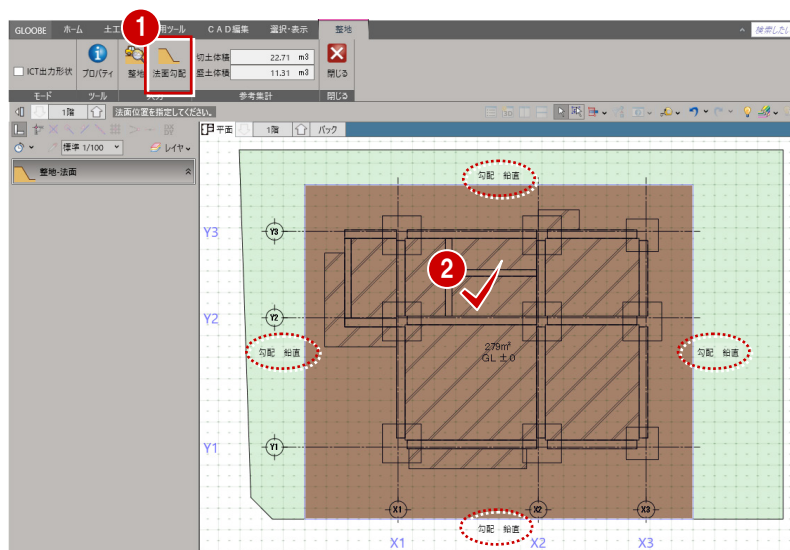 GLOOBE ホーム 土工 用ツール CAD編集 選択・表示 整地
検索したい
1
ICT出力形状 プロパティ 整地 法面勾配 切土体積 22.71 m3 閉じる
盛土体積 11.31 m3
モード ツール 入力 参考集計 閉じる
1階 法面位置を指定してください。
平面 1階 パック
標準 1/100 レイヤ
整地-法面
勾配 鉛直
Y3 Y3
2
Y2 Y2
勾配 鉛直 279㎡ 勾配 鉛直
GL±0
Y1 Y1
X1 X2 X3
勾配 鉛直
X1 X2 X3